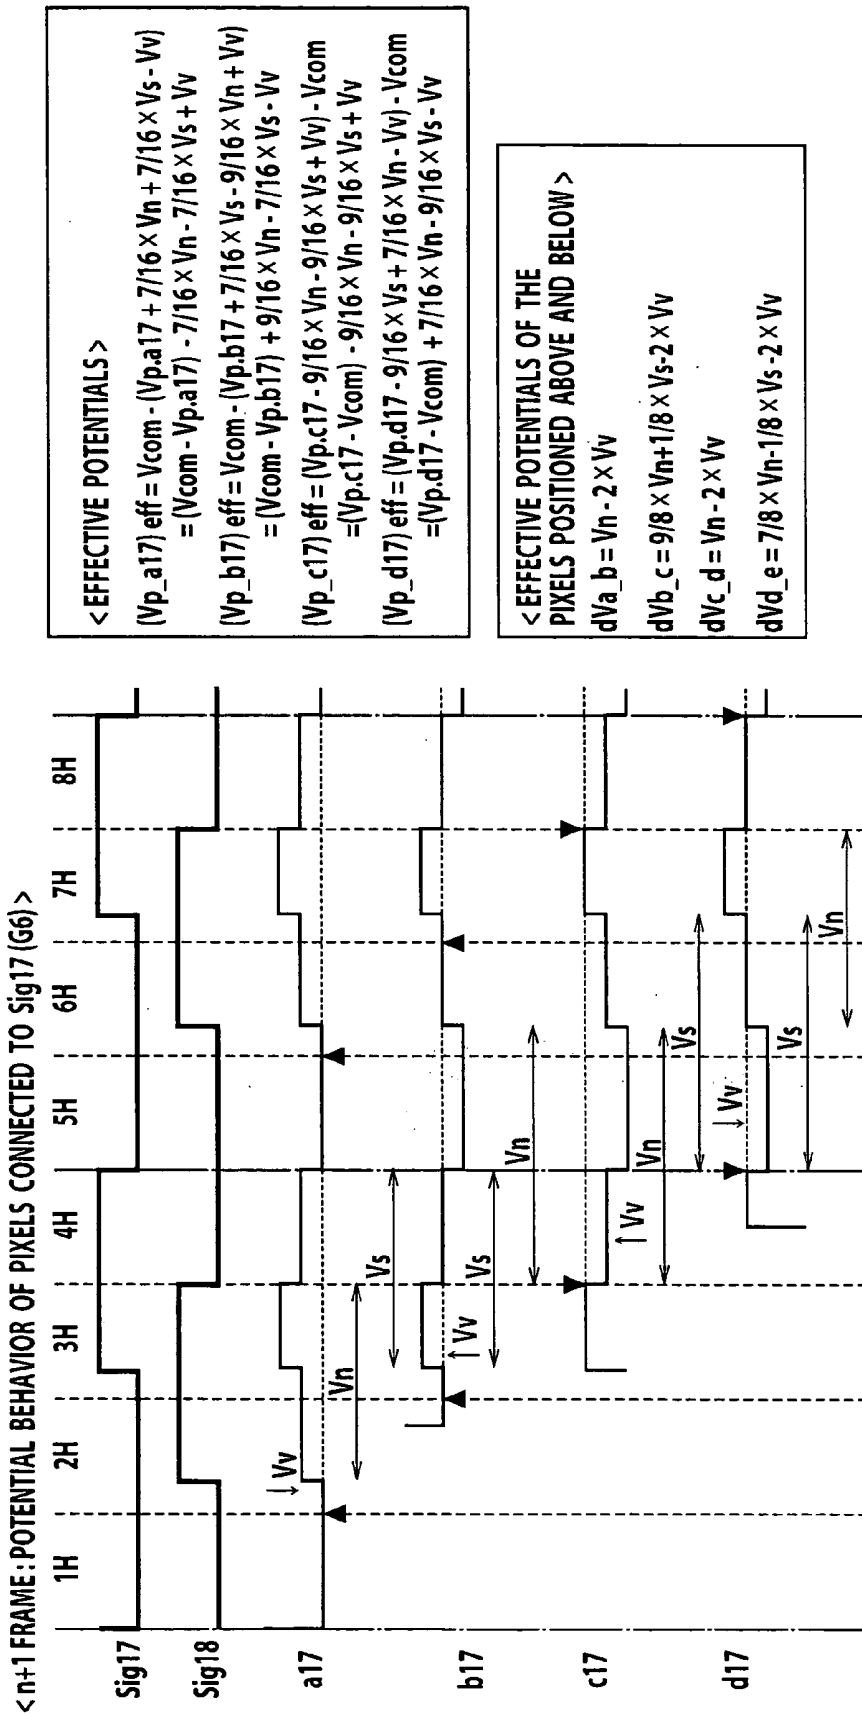 <n+1 FRAME:POTENTIAL BEHAVIOR OF PIXELS CONNECTED TO Sig17(G6)>
1H 2H 3H 4H 5H 6H 7H 8H
Sig17
Sig18
a17
Vv
Vn
Vs
b17
Vv
Vs
Vn
c17
Vv
Vn
Vs
d17
Vv
Vs
Vn
<EFFECTIVE POTENTIALS>
(Vp_a17) eff = Vcom - (Vp.a17 + 7/16 × Vn + 7/16 × Vs - Vv)
= (Vcom - Vp.a17) - 7/16 × Vn - 7/16 × Vs + Vv
(Vp_b17) eff = Vcom - (Vp.b17 + 7/16 × Vs - 9/16 × Vn + Vv)
= (Vcom - Vp.b17) + 9/16 × Vn - 7/16 × Vs - Vv
(Vp_c17) eff = (Vp.c17 - 9/16 × Vn - 9/16 × Vs + Vv) - Vcom
=(Vp.c17 - Vcom) - 9/16 × Vn - 9/16 × Vs + Vv
(Vp_d17) eff = (Vp.d17 - 9/16 × Vs + 7/16 × Vn - Vv) - Vcom
=(Vp.d17 - Vcom) + 7/16 × Vn - 9/16 × Vs - Vv
<EFFECTIVE POTENTIALS OF THE
PIXELS POSITIONED ABOVE AND BELOW>
dVa_b = Vn - 2 × Vv
dVb_c = 9/8 × Vn+1/8 × Vs-2 × Vv
dVc_d = Vn - 2 × Vv
dVd_e = 7/8 × Vn-1/8 × Vs-2 × Vv